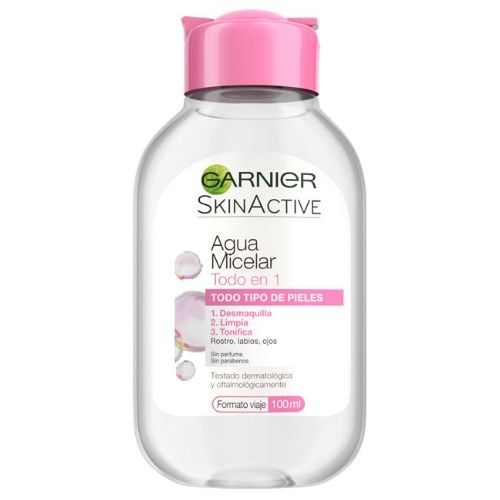 GARNIER
SKINACTIVE
Agua
Micelar
Todo en 1
TODO TIPO DE PIELES
1. Desmaquilla
2. Limpia
3. Tonifica
Rostro, labios, ojos
Sin perfume
Sin parabenos
Testado dermatológica
y oftalmológicamente
Formato viaje 100ml